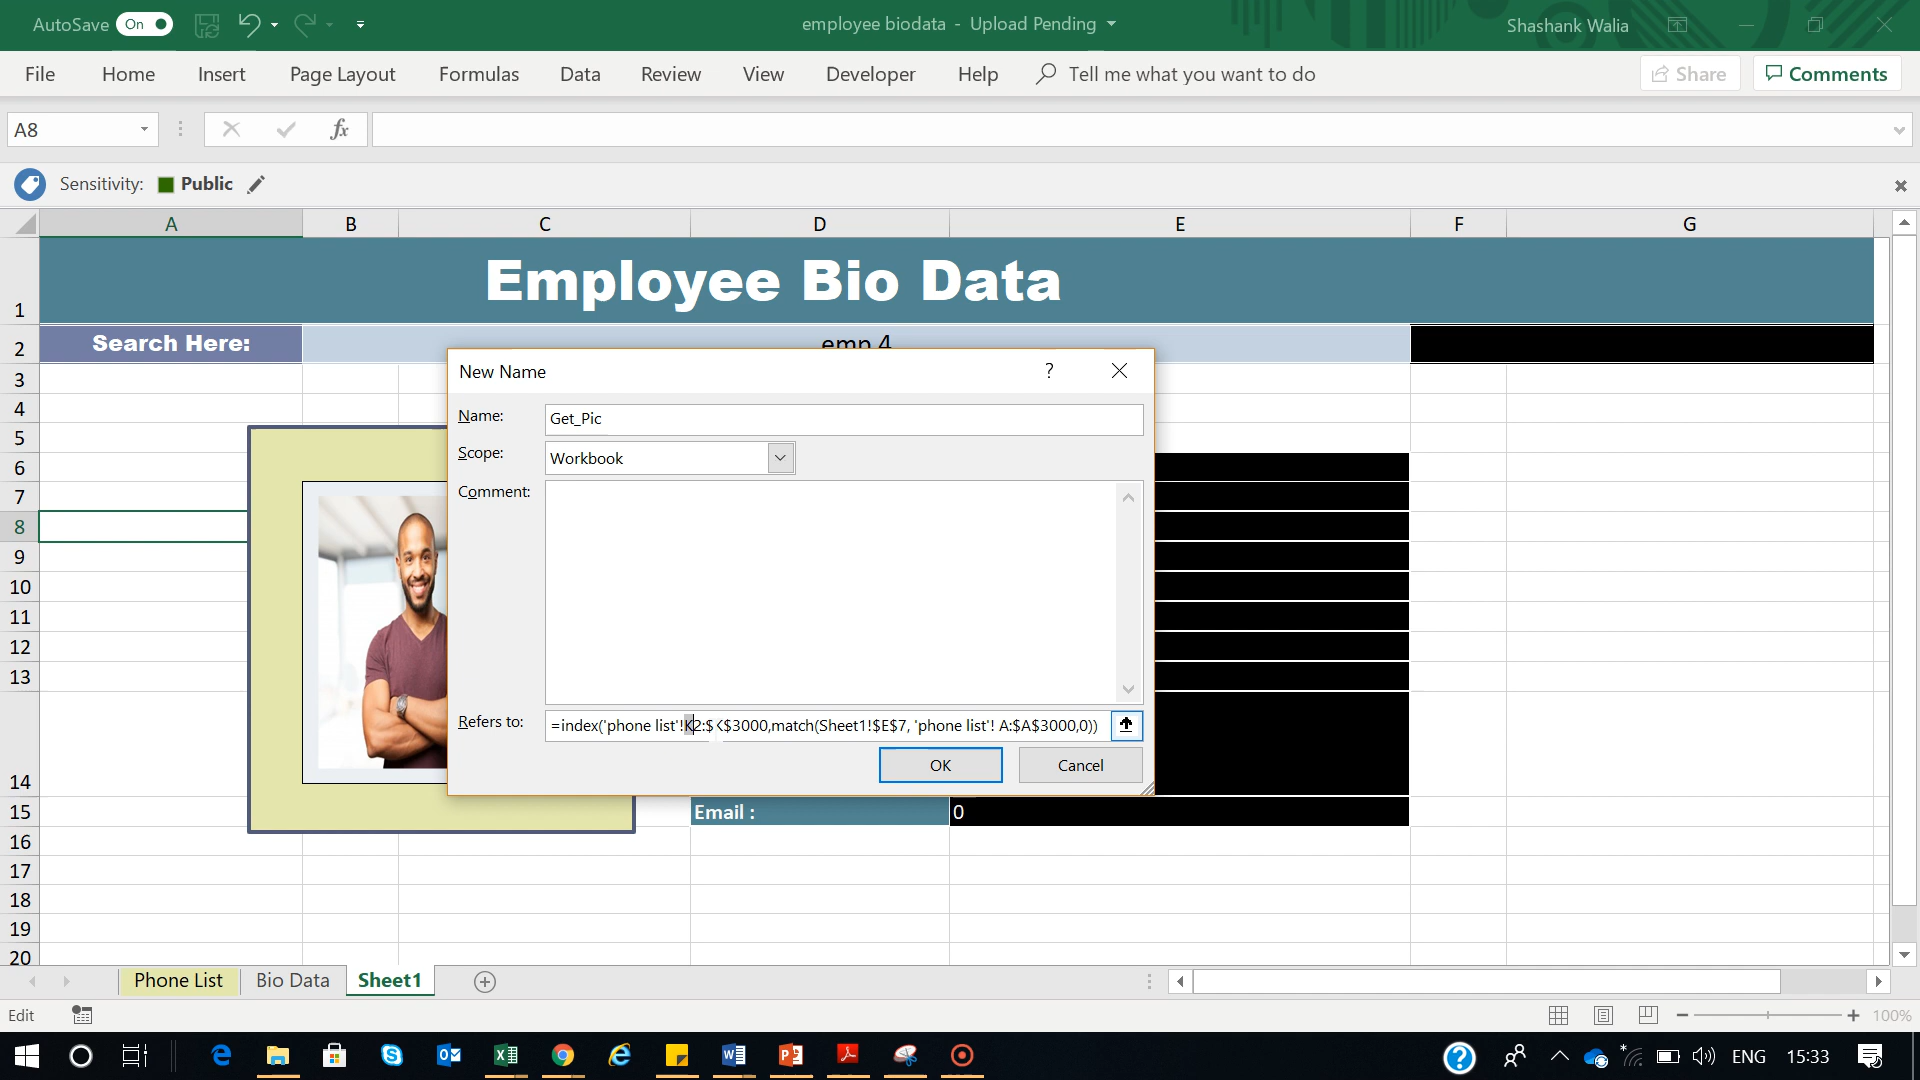 AutoSave On employee biodata - Upload Pending Shashank Walia
File Home Insert Page Layout Formulas Data Review View Developer Help Tell me what you want to do Share Comments
A8 fx
Sensitivity: Public
A B C D E F G
1 Employee Bio Data
2 Search Here: emp 4
3
4
5
6
7
8
9
10
11
12
13
14
15 Email : 0
16
17
18
19
20
New Name ?
Name: Get_Pic
Scope: Workbook
Comment:
Refers to: =index('phone list'!K2:$K$3000,match(Sheet1!$E$7, 'phone list'! A:$A$3000,0))
OK Cancel
Phone List Bio Data Sheet1
Edit 100%
ENG 15:33